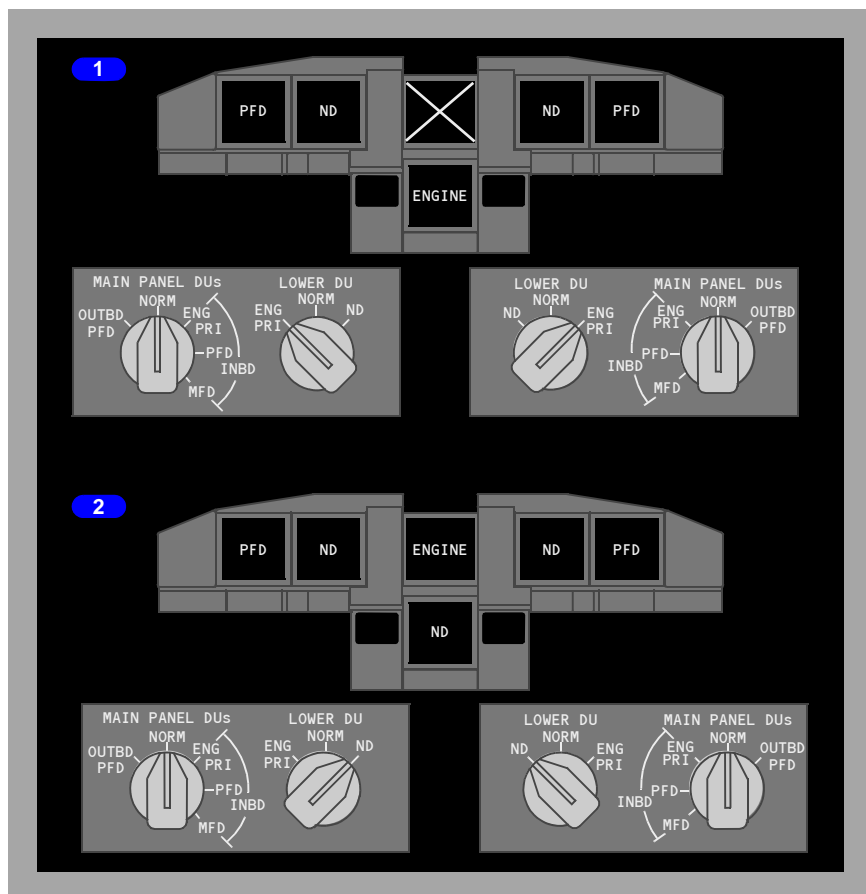 1
PFD ND ND PFD
ENGINE
MAIN PANEL DUs LOWER DU
NORM NORM
OUTBD PFD
ENG PRI
PFD
INBD
MFD
ENG PRI
ND
LOWER DU MAIN PANEL DUs
NORM NORM
ND
ENG PRI
ENG PRI
OUTBD PFD
PFD
INBD
MFD
2
PFD ND ENGINE ND PFD
ND
MAIN PANEL DUs LOWER DU
NORM NORM
OUTBD PFD
ENG PRI
PFD
INBD
MFD
ENG PRI
ND
LOWER DU MAIN PANEL DUs
NORM NORM
ND
ENG PRI
ENG PRI
OUTBD PFD
PFD
INBD
MFD